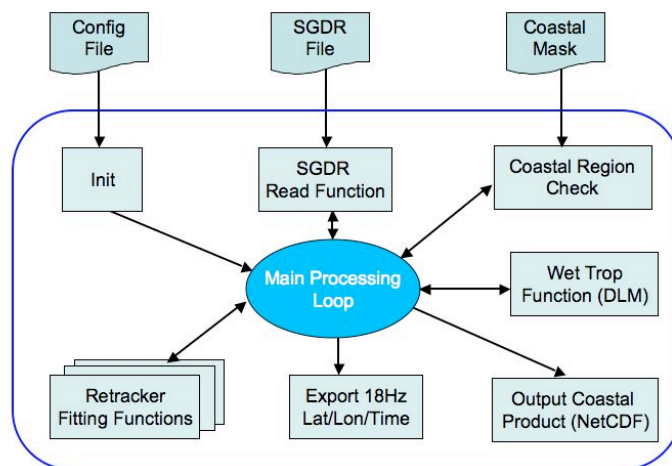 Config
File
SGDR
File
Coastal
Mask
Init
SGDR
Read Function
Coastal Region
Check
Main Processing
Loop
Wet Trop
Function (DLM)
Retracker
Fitting Functions
Export 18Hz
Lat/Lon/Time
Output Coastal
Product (NetCDF)